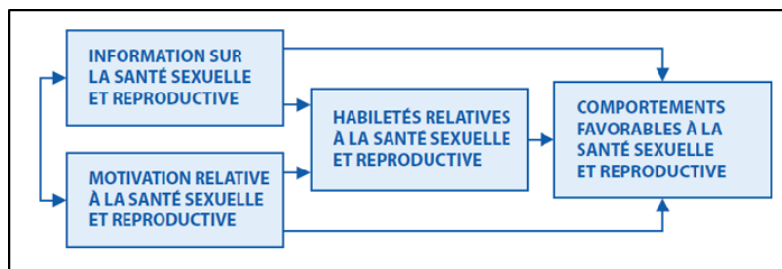 INFORMATION SUR
LA SANTÉ SEXUELLE
ET REPRODUCTIVE
MOTIVATION RELATIVE
À LA SANTÉ SEXUELLE
ET REPRODUCTIVE
HABILETÉS RELATIVES
À LA SANTÉ SEXUELLE
ET REPRODUCTIVE
COMPORTEMENTS
FAVORABLES À LA
SANTÉ SEXUELLE
ET REPRODUCTIVE